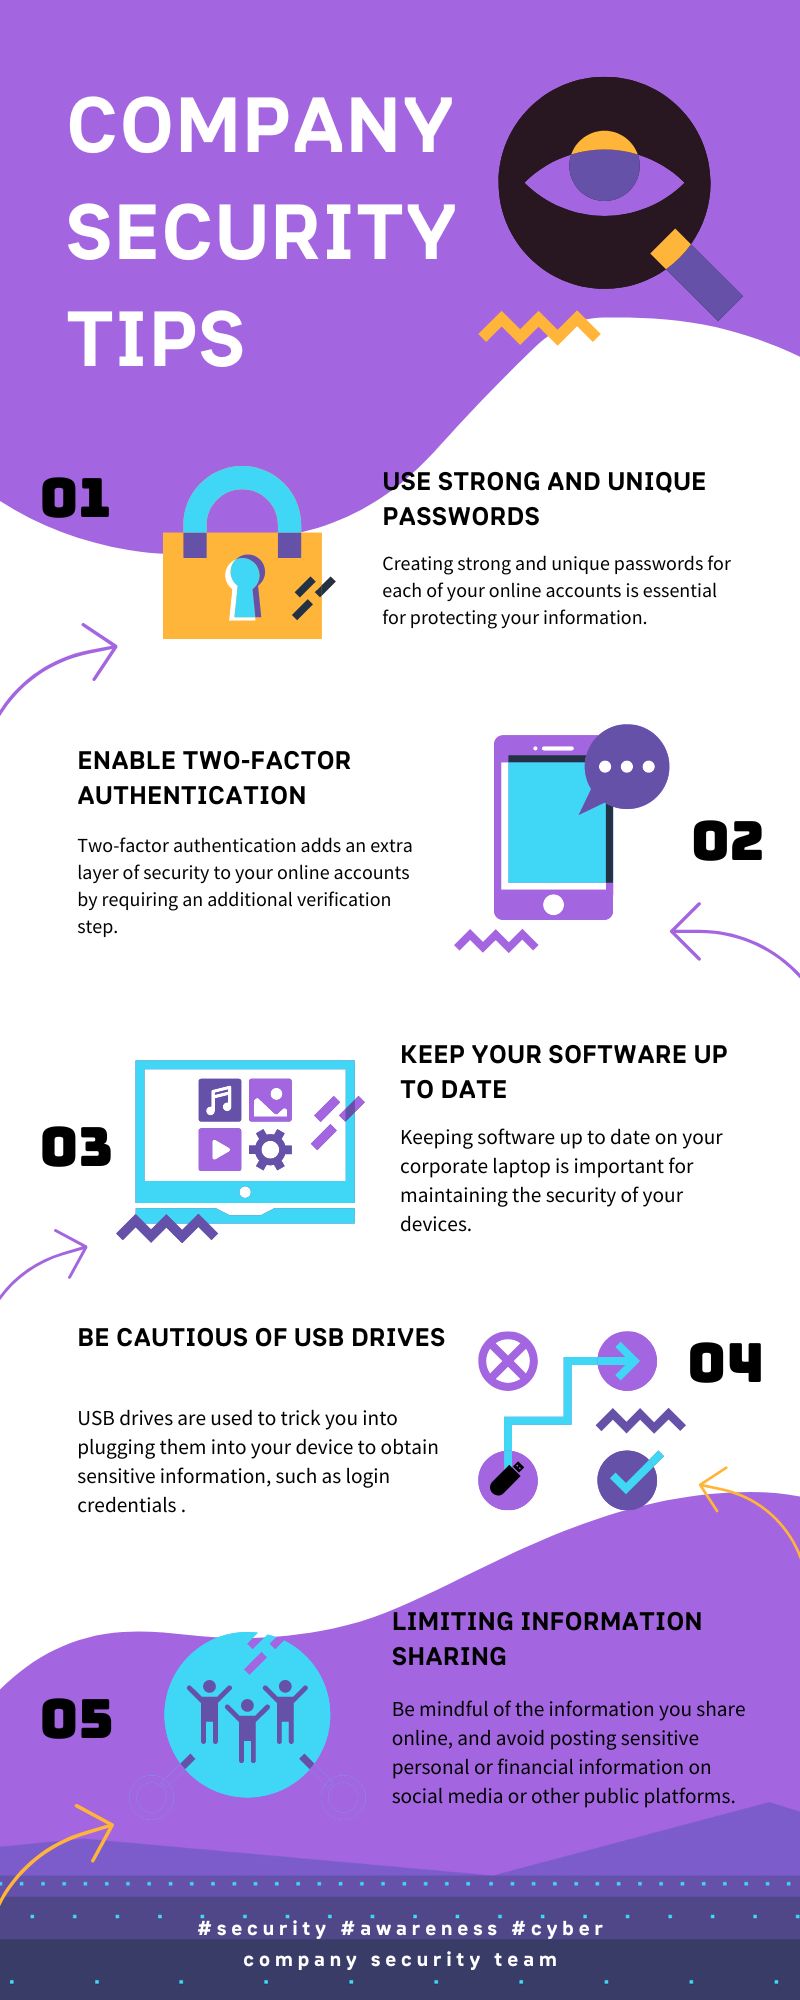 COMPANY
SECURITY
TIPS
01
USE STRONG AND UNIQUE
PASSWORDS
Creating strong and unique passwords for
each of your online accounts is essential
for protecting your information.
ENABLE TWO-FACTOR
AUTHENTICATION
Two-factor authentication adds an extra
layer of security to your online accounts
by requiring an additional verification
step.
02
03
KEEP YOUR SOFTWARE UP
TO DATE
Keeping software up to date on your
corporate laptop is important for
maintaining the security of your
devices.
BE CAUTIOUS OF USB DRIVES
USB drives are used to trick you into
plugging them into your device to obtain
sensitive information, such as login
credentials .
04
05
LIMITING INFORMATION
SHARING
Be mindful of the information you share
online, and avoid posting sensitive
personal or financial information on
social media or other public platforms.
#security #awareness #cyber
company security team